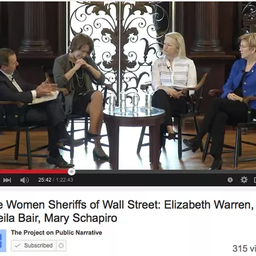 25:42 / 1:22:43
e Women Sheriffs of Wall Street: Elizabeth Warren,
eila Bair, Mary Schapiro
The Project on Public Narrative
Subscribed
315 vi